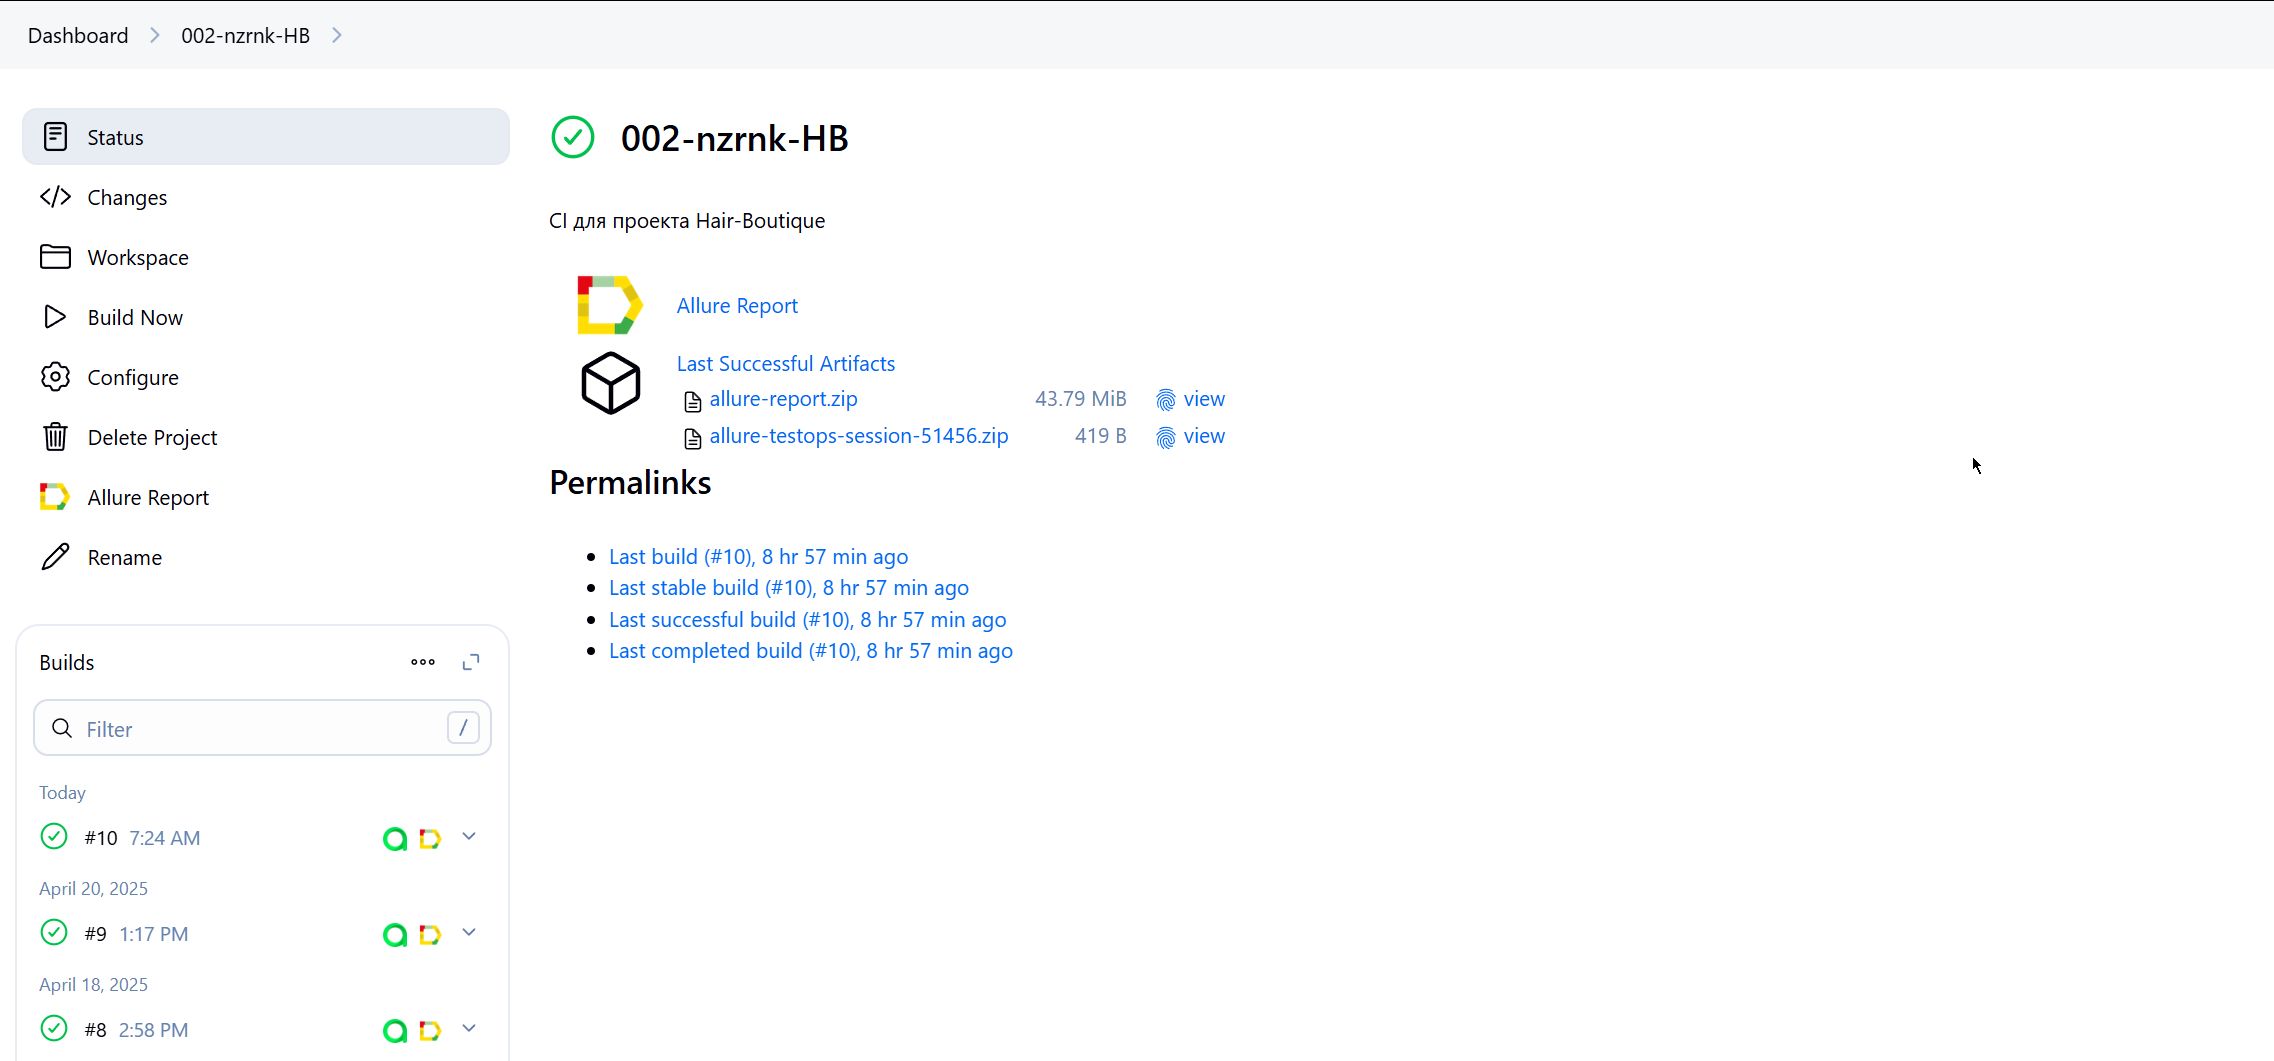 Dashboard 002-nzrnk-HB
Status
Changes
Workspace
Build Now
Configure
Delete Project
Allure Report
Rename
Builds
Filter /
Today
#10 7:24 AM
April 20, 2025
#9 1:17 PM
April 18, 2025
#8 2:58 PM
002-nzrnk-HB
CI для проекта Hair-Boutique
Allure Report
Last Successful Artifacts
allure-report.zip 43.79 MiB view
allure-testops-session-51456.zip 419 B view
Permalinks
Last build (#10), 8 hr 57 min ago
Last stable build (#10), 8 hr 57 min ago
Last successful build (#10), 8 hr 57 min ago
Last completed build (#10), 8 hr 57 min ago